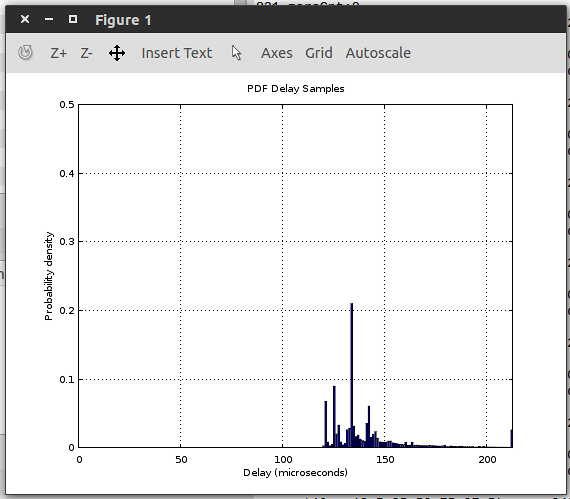 Figure 1
Z+ Z- Insert Text Axes Grid Autoscale
PDF Delay Samples
0.5
0.4
0.3
0.2
0.1
0
Probability density
0 50 100 150 200
Delay (microseconds)